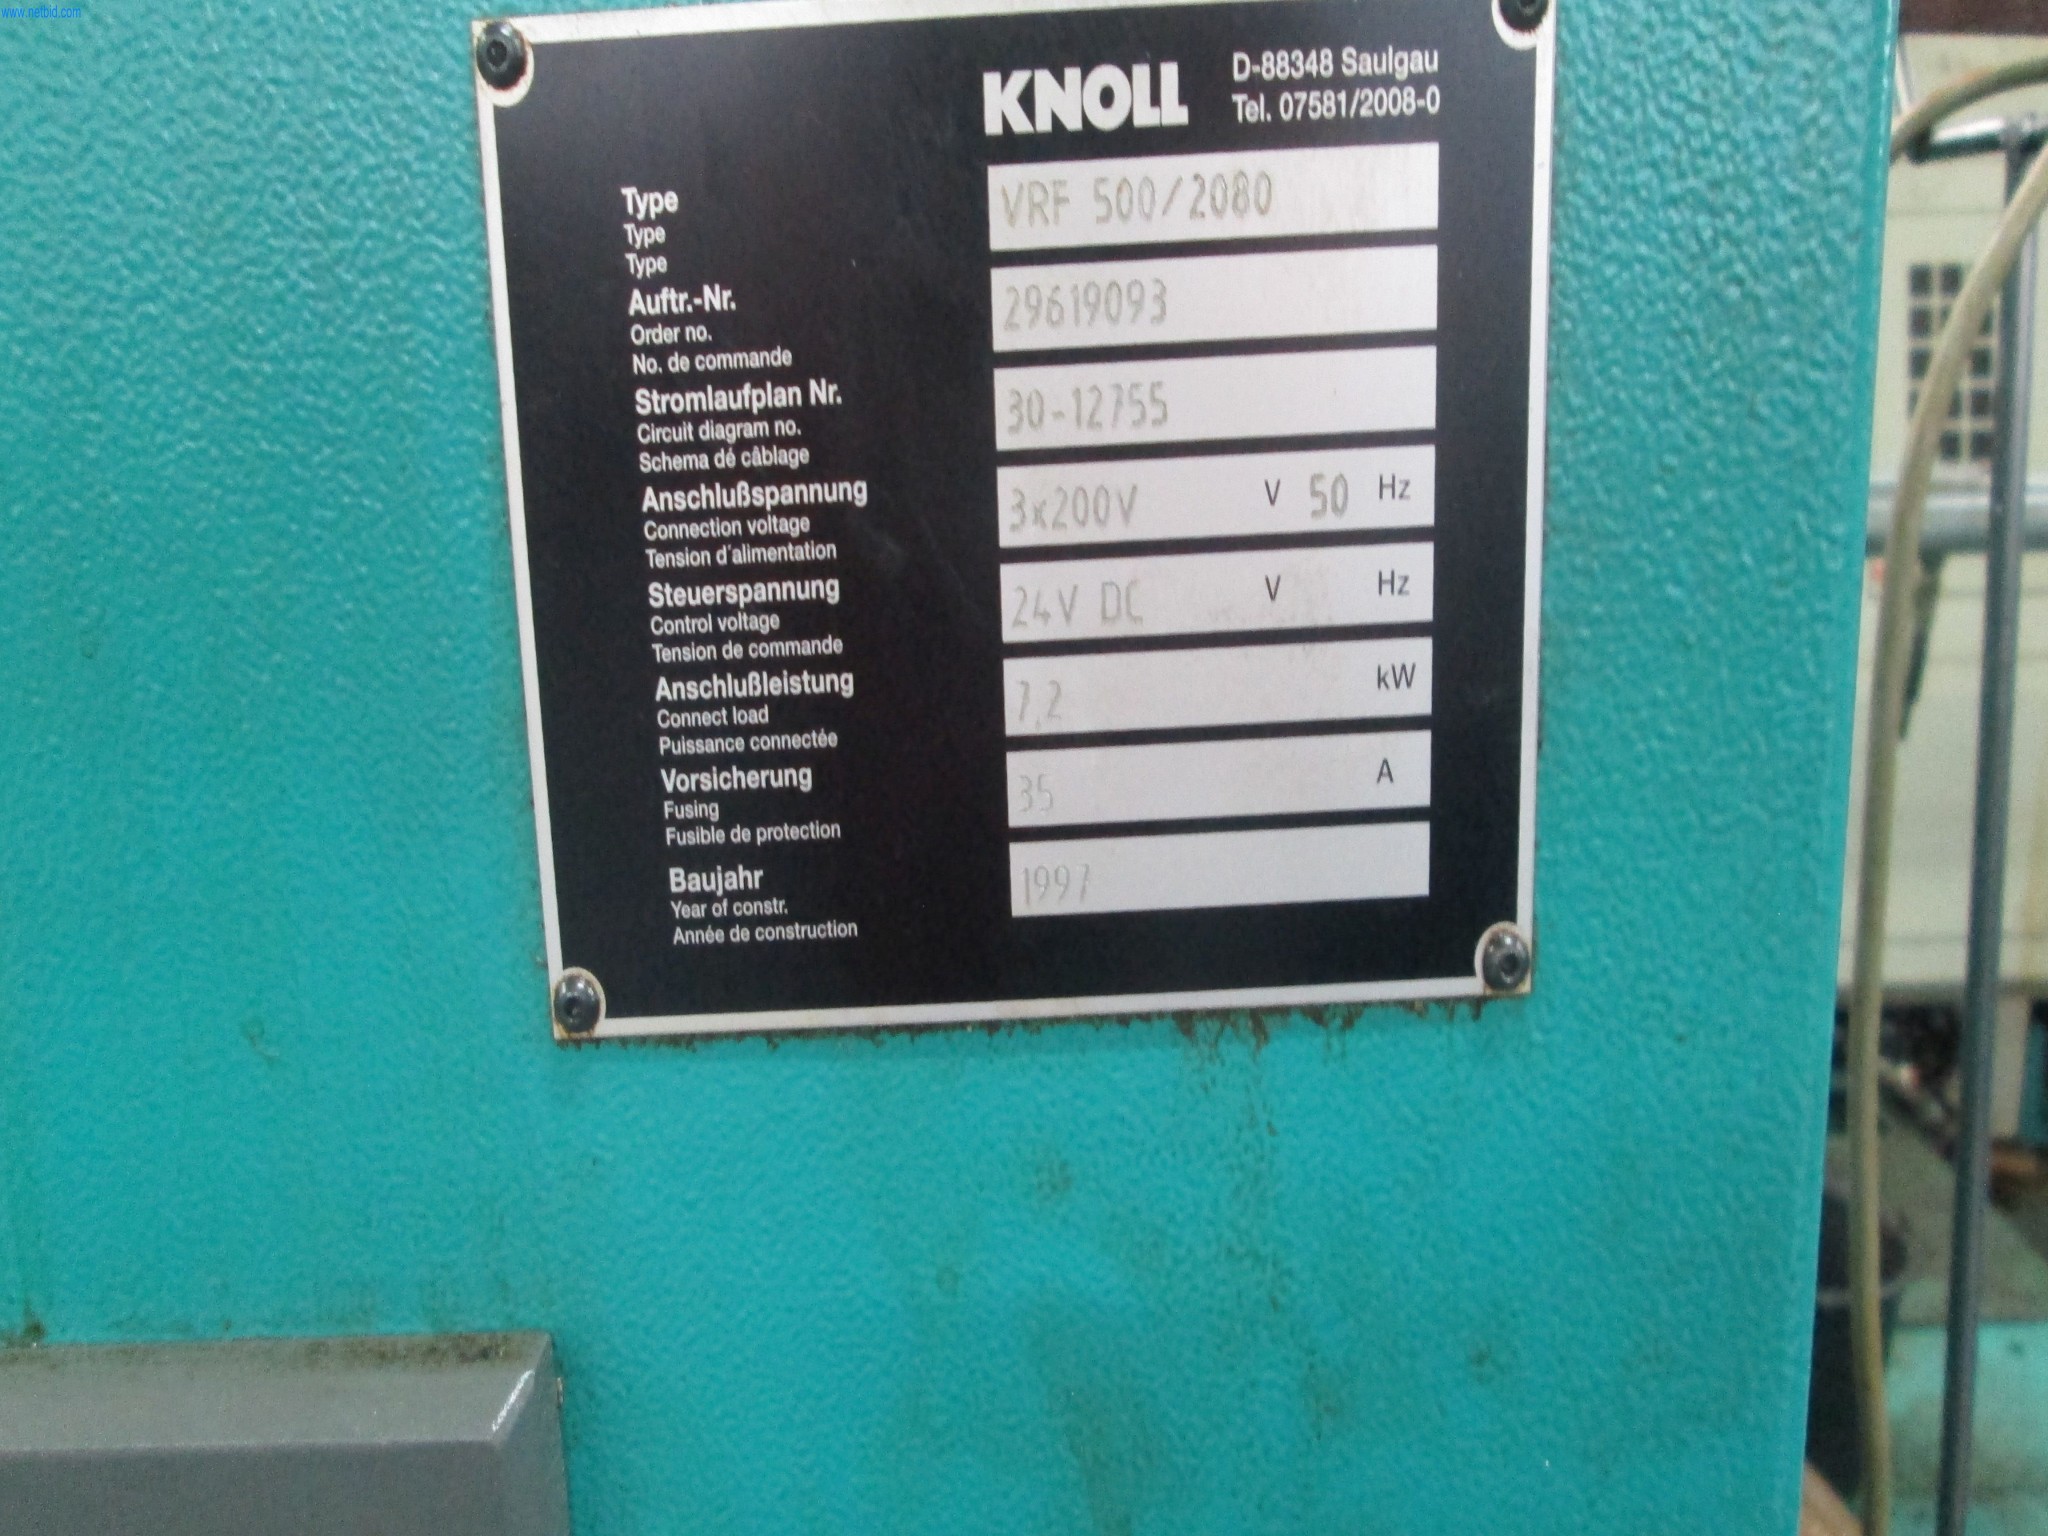 www.netbid.com
KNOLL
D-88348 Saulgau
Tel. 07581/2008-0
Type VRF 500/2080
Type
Type
Auftr.-Nr. 29619093
Order no.
No. de commande
Stromlaufplan Nr. 30-12755
Circuit diagram no.
Schema dé câblage
Anschlußspannung 3x200V V 50 Hz
Connection voltage
Tension d'alimentation
Steuerspannung 24V DC V Hz
Control voltage
Tension de commande
Anschlußleistung 7,2 kW
Connect load
Puissance connectée
Vorsicherung 35 A
Fusing
Fusible de protection
Baujahr 1997
Year of constr.
Année de construction